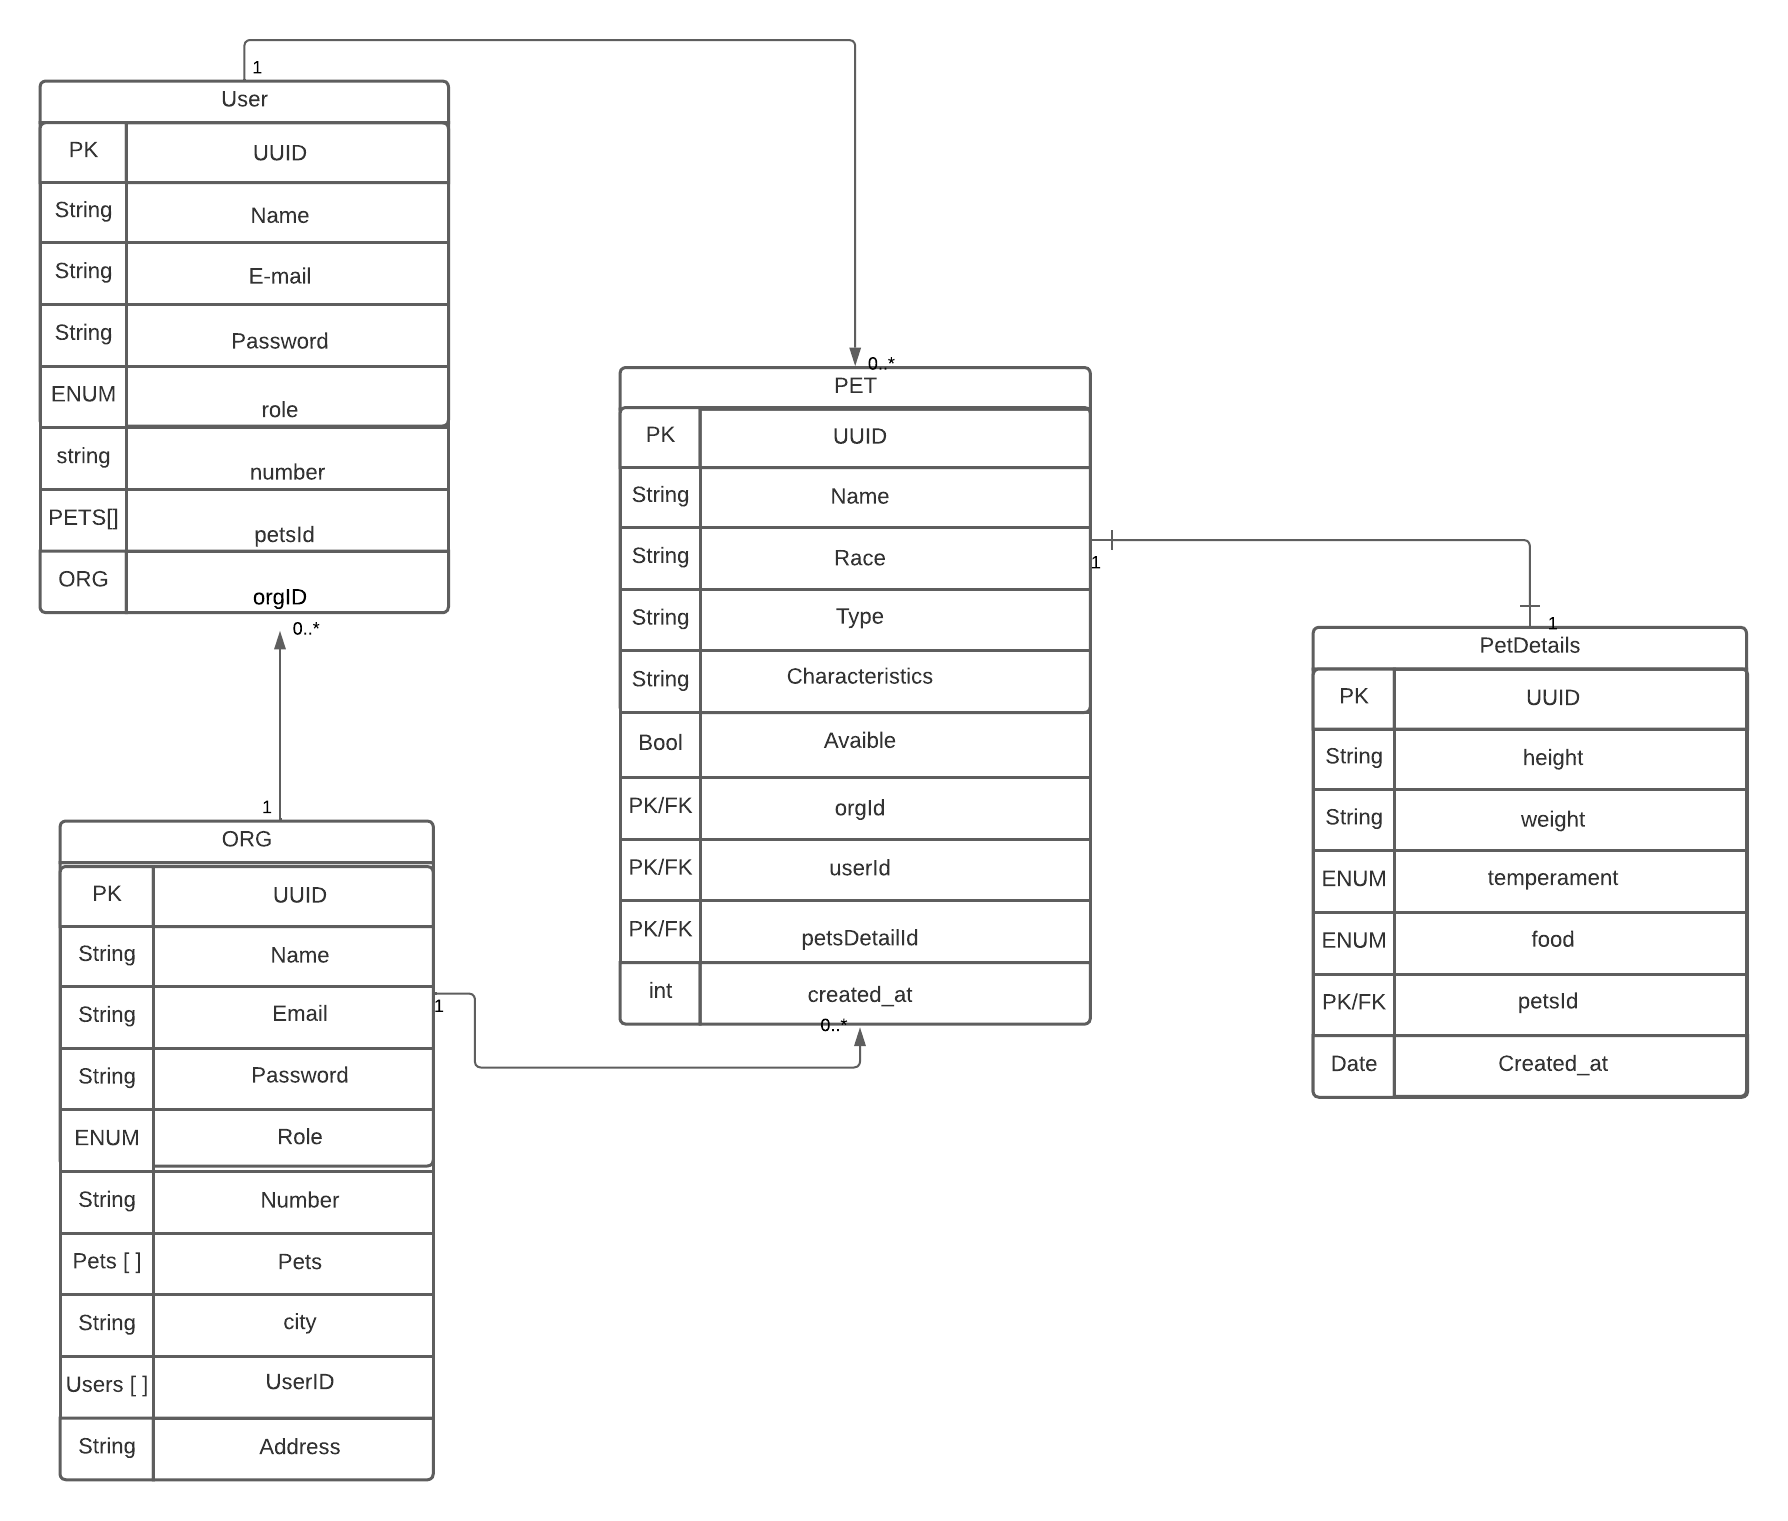 1
User
PK UUID
String Name
String E-mail
String Password
ENUM role
string number
PETS[] petsId
ORG orgID
0..*
1
ORG
PK UUID
String Name
String Email
1
String Password
ENUM Role
String Number
Pets [ ] Pets
String city
Users [ ] UserID
String Address
0..*
PET
PK UUID
String Name
String Race
1
String Type
String Characteristics
Bool Avaible
PK/FK orgId
PK/FK userId
PK/FK petsDetailId
int created_at
0..*
1
PetDetails
PK UUID
String height
String weight
ENUM temperament
ENUM food
PK/FK petsId
Date Created_at